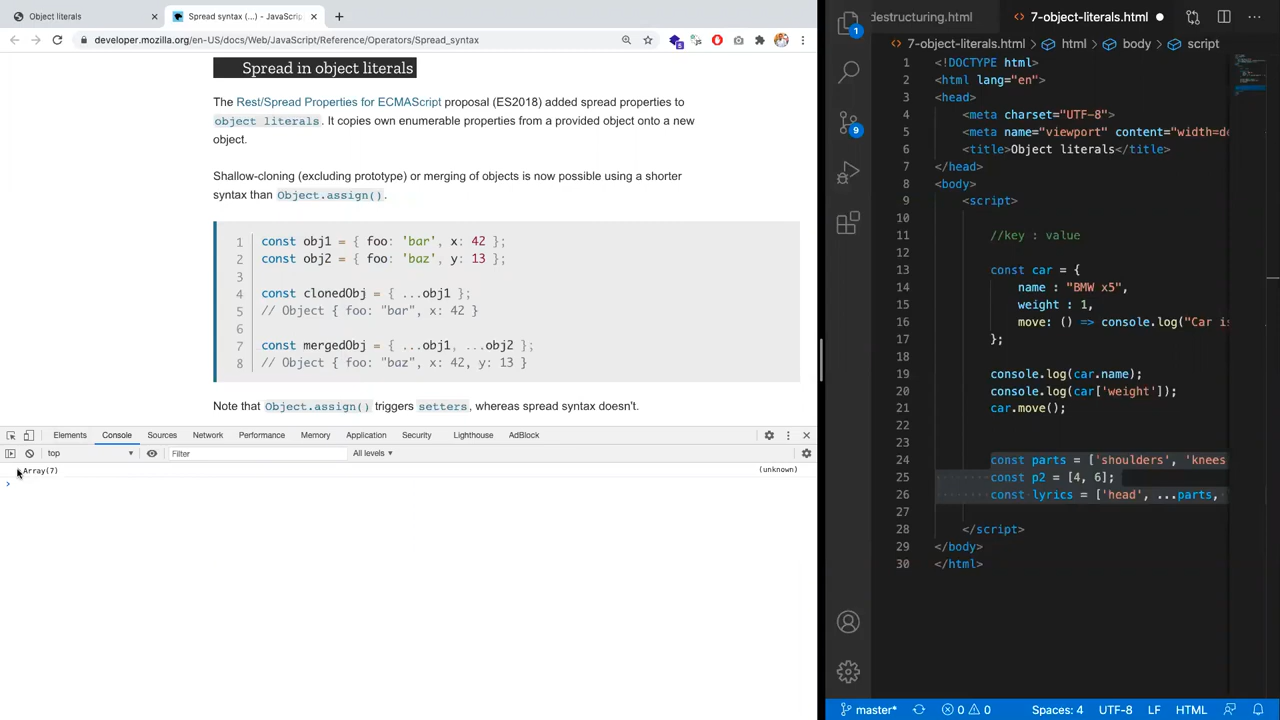 Object literals
Spread syntax (...) - JavaScrip
developer.mozilla.org/en-US/docs/Web/JavaScript/Reference/Operators/Spread_syntax
Spread in object literals
The Rest/Spread Properties for ECMAScript proposal (ES2018) added spread properties to
object literals. It copies own enumerable properties from a provided object onto a new
object.
Shallow-cloning (excluding prototype) or merging of objects is now possible using a shorter
syntax than Object.assign().
1 const obj1 = { foo: 'bar', x: 42 };
2 const obj2 = { foo: 'baz', y: 13 };
3
4 const clonedObj = { ...obj1 };
5 // Object { foo: "bar", x: 42 }
6
7 const mergedObj = { ...obj1, ...obj2 };
8 // Object { foo: "baz", x: 42, y: 13 }
Note that Object.assign() triggers setters, whereas spread syntax doesn't.
Elements Console Sources Network Performance Memory Application Security Lighthouse AdBlock
top Filter All levels
Array(7) (unknown)
destructuring.html 7-object-literals.html
7-object-literals.html html body script
1 <!DOCTYPE html>
2 <html lang="en">
3 <head>
4 <meta charset="UTF-8">
5 <meta name="viewport" content="width=de
6 <title>Object literals</title>
7 </head>
8 <body>
9 <script>
10
11 //key : value
12
13 const car = {
14 name : "BMW x5",
15 weight : 1,
16 move: () => console.log("Car is
17 };
18
19 console.log(car.name);
20 console.log(car['weight']);
21 car.move();
22
23
24 const parts = ['shoulders', 'knees
25 const p2 = [4, 6];
26 const lyrics = ['head', ...parts,
27
28 </script>
29 </body>
30 </html>
1
9
master* 0 0 Spaces: 4 UTF-8 LF HTML